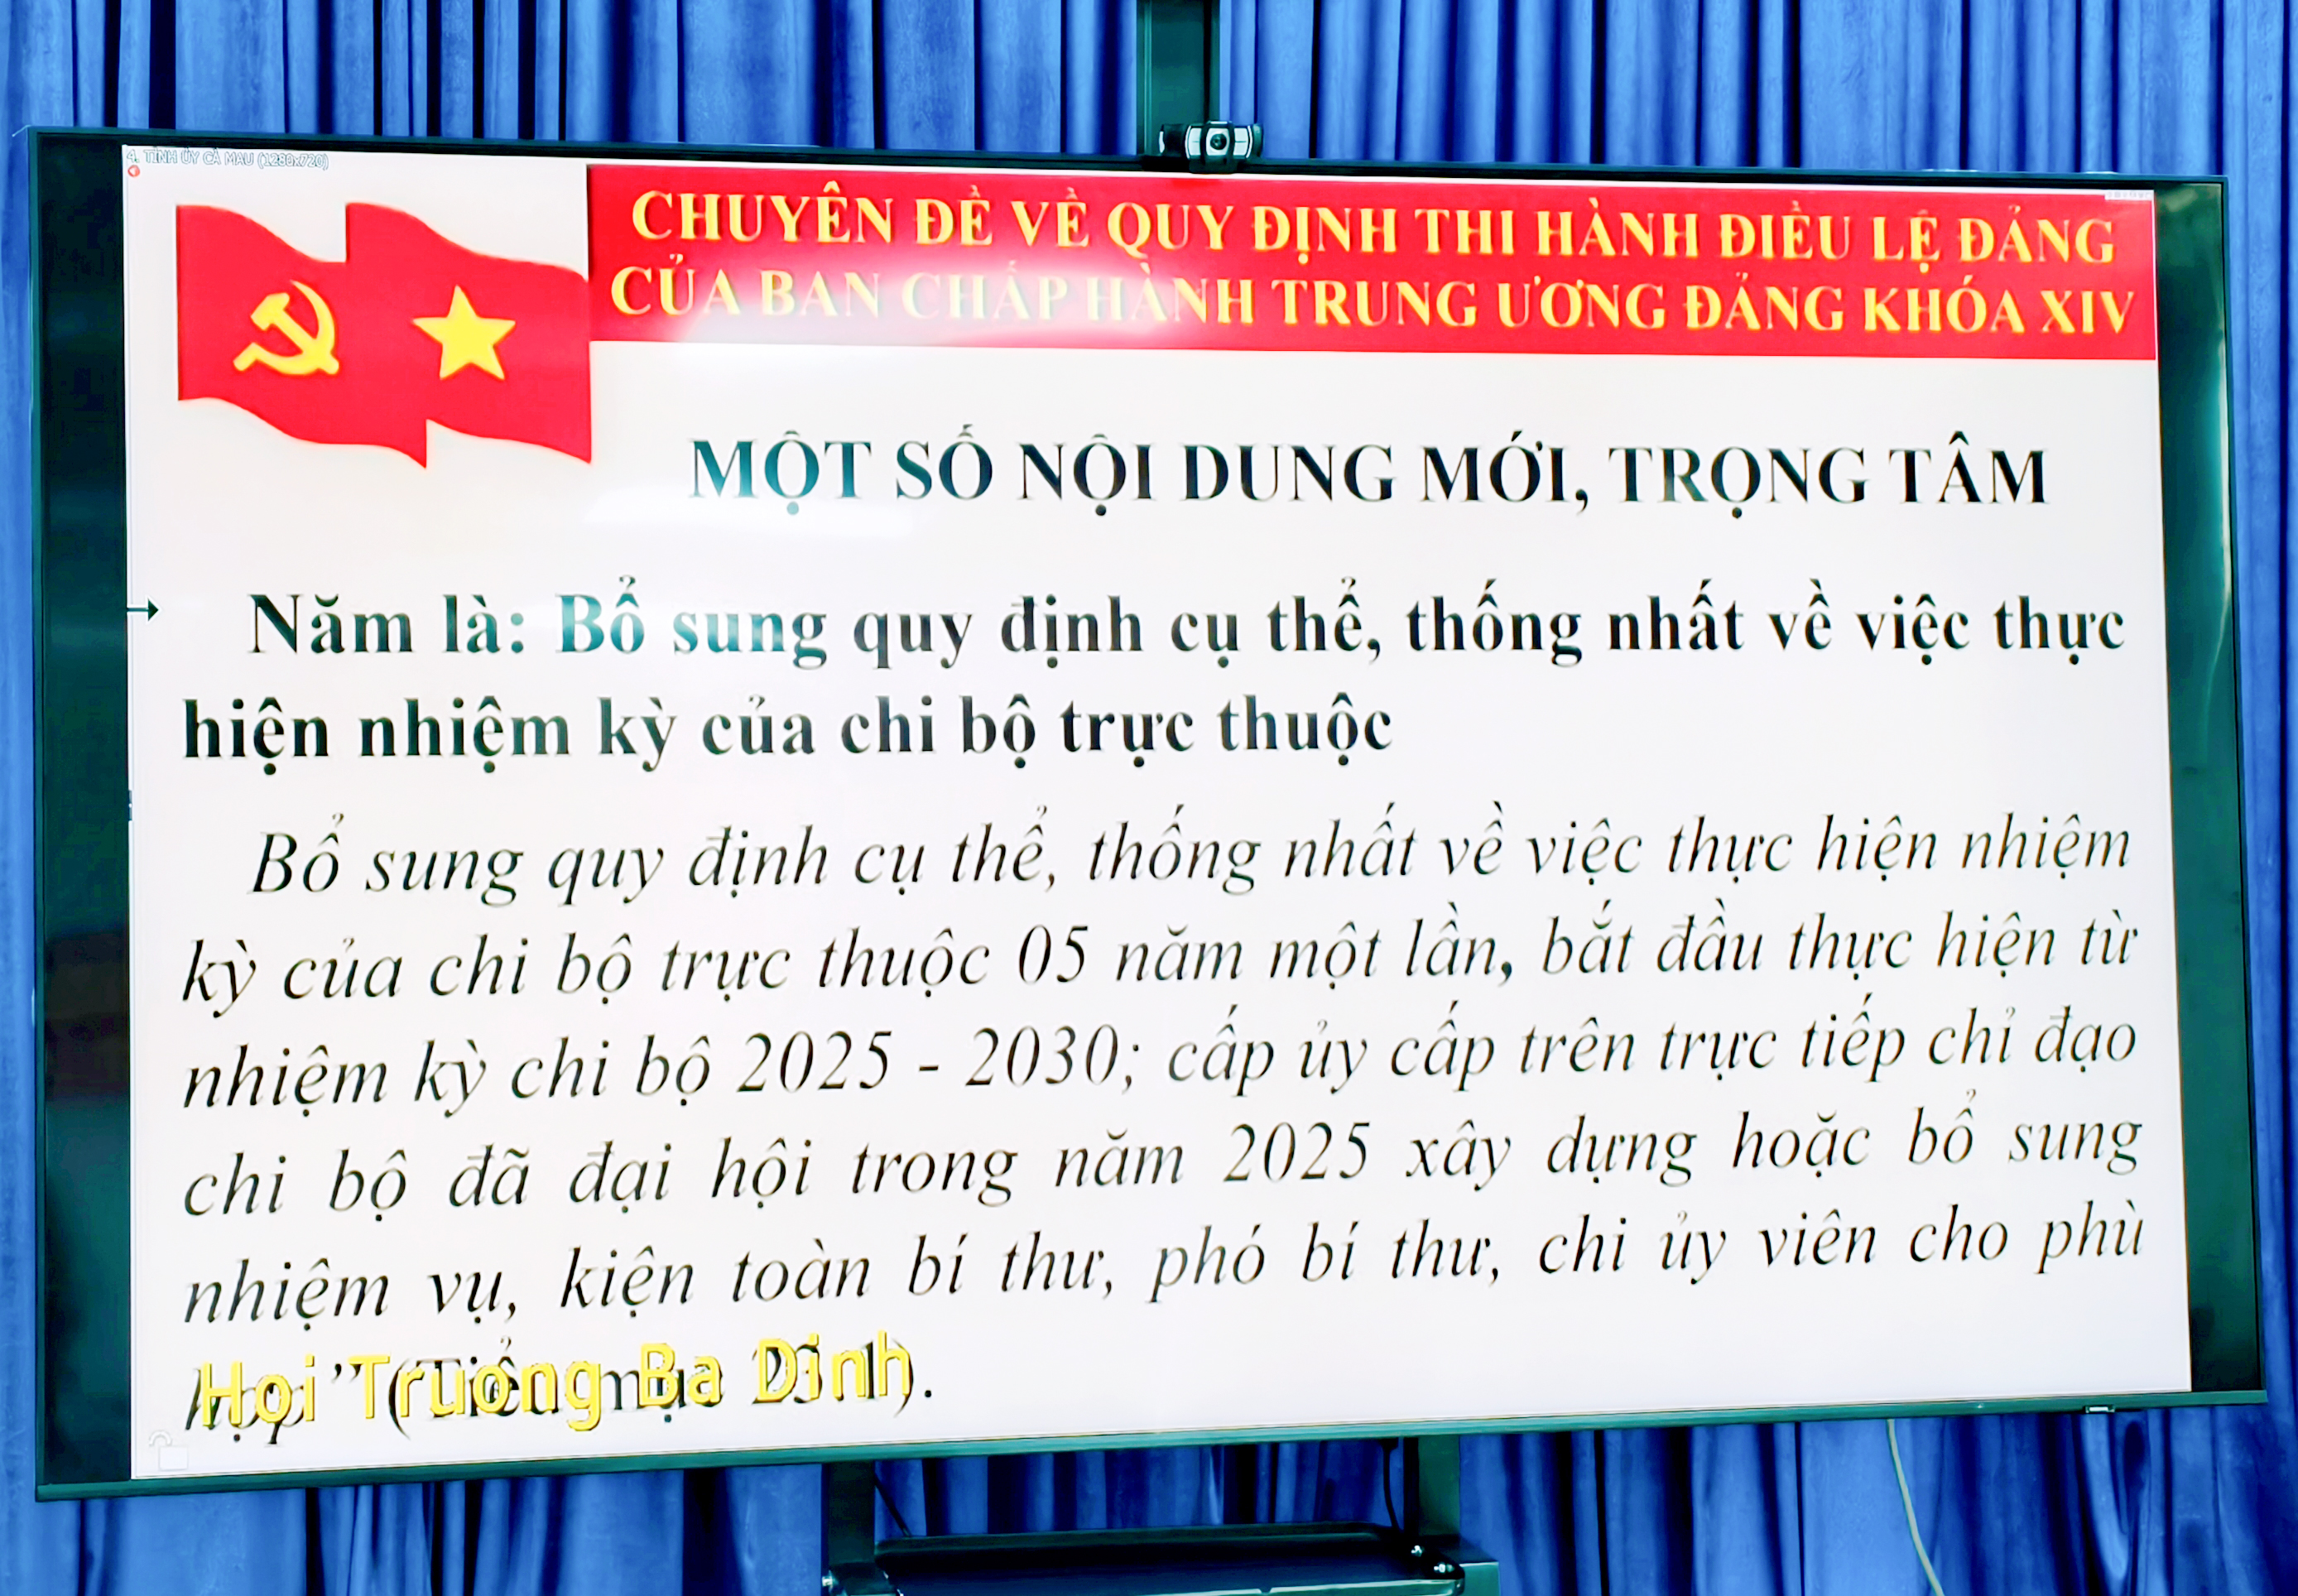 4. TỈNH ỦY CÀ MAU (1280x720)
CHUYÊN ĐỀ VỀ QUY ĐỊNH THI HÀNH ĐIỀU LỆ ĐẢNG
CỦA BAN CHẤP HÀNH TRUNG ƯƠNG ĐẢNG KHÓA XIV
MỘT SỐ NỘI DUNG MỚI, TRỌNG TÂM
Năm là: Bổ sung quy định cụ thể, thống nhất về việc thực
hiện nhiệm kỳ của chi bộ trực thuộc
Bổ sung quy định cụ thể, thống nhất về việc thực hiện nhiệm
kỳ của chi bộ trực thuộc 05 năm một lần, bắt đầu thực hiện từ
nhiệm kỳ chi bộ 2025 - 2030; cấp ủy cấp trên trực tiếp chỉ đạo
chi bộ đã đại hội trong năm 2025 xây dựng hoặc bổ sung
nhiệm vụ, kiện toàn bí thư, phó bí thư, chi ủy viên cho phù
hợp” (Tiểu mục
Hoi Truong Ba Dinh